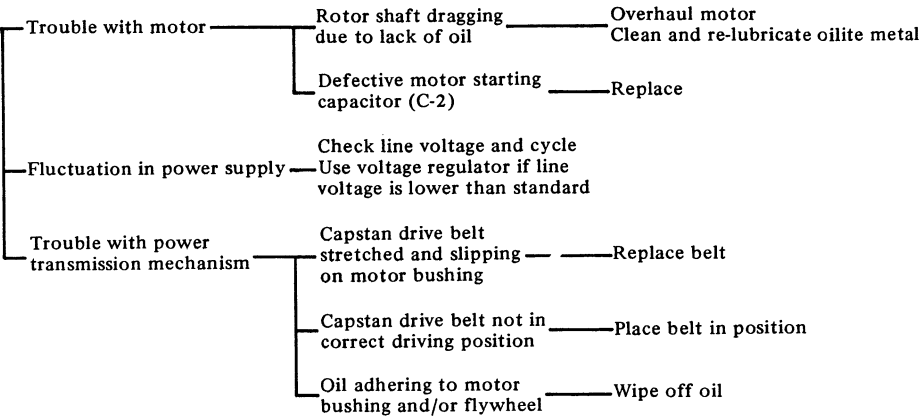 Trouble with motor
Rotor shaft dragging
due to lack of oil
Overhaul motor
Clean and re-lubricate oilite metal
Defective motor starting
capacitor (C-2)
Replace
Fluctuation in power supply
Check line voltage and cycle
Use voltage regulator if line
voltage is lower than standard
Trouble with power
transmission mechanism
Capstan drive belt
stretched and slipping
on motor bushing
Replace belt
Capstan drive belt not in
correct driving position
Place belt in position
Oil adhering to motor
bushing and/or flywheel
Wipe off oil